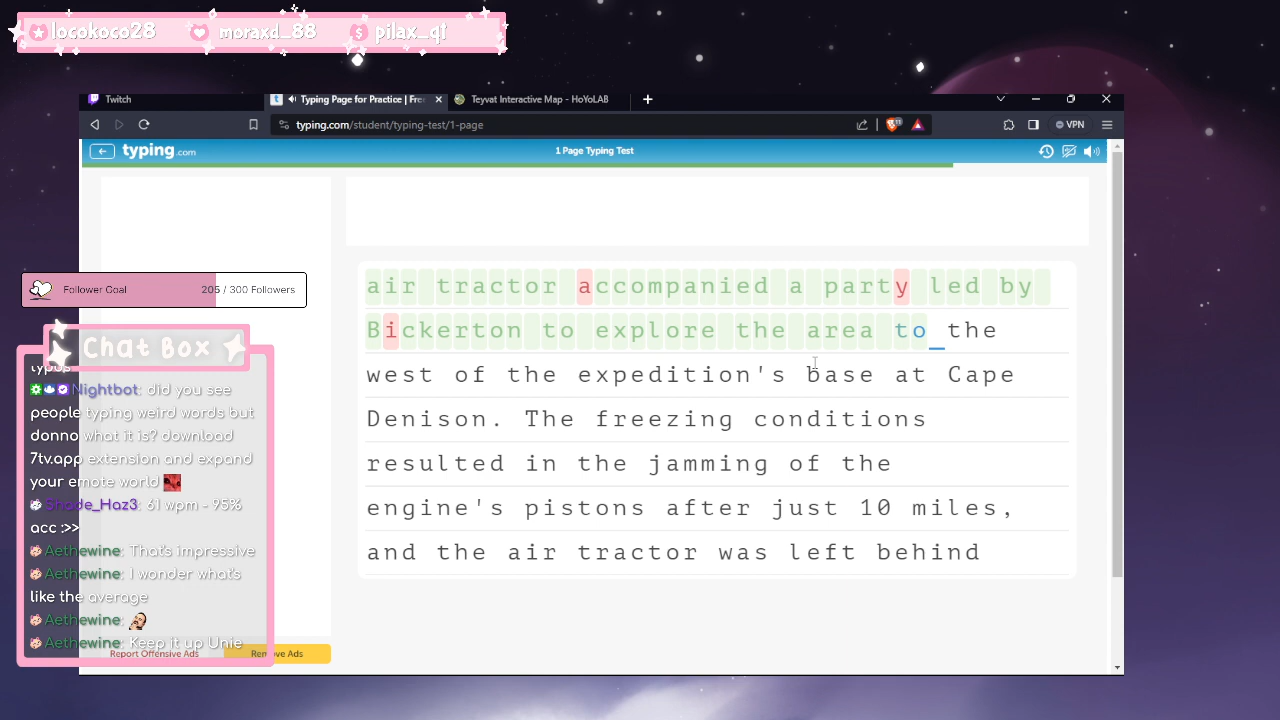 locokoco28 moraxd_88 pilax_qt
Twitch Typing Page for Practice | Fre Teyvat Interactive Map - HoYoLAB
typing.com/student/typing-test/1-page 11 VPN
typing.com 1 Page Typing Test
air tractor accompanied a party led by
Bickerton to explore the area to the
west of the expedition's base at Cape
Denison. The freezing conditions
resulted in the jamming of the
engine's pistons after just 10 miles,
and the air tractor was left behind
Follower Goal 205 / 300 Followers
Chat Box
Nightbot: did you see
people typing weird words but
donno what it is? download
7tv.app extension and expand
your emote world
Shade_Haz3: 61 wpm - 95%
acc :>>
Aethewine: That's impressive
Aethewine: I wonder what's
like the average
Aethewine:
Aethewine: Keep it up Unie
Report Offensive Ads Remove Ads